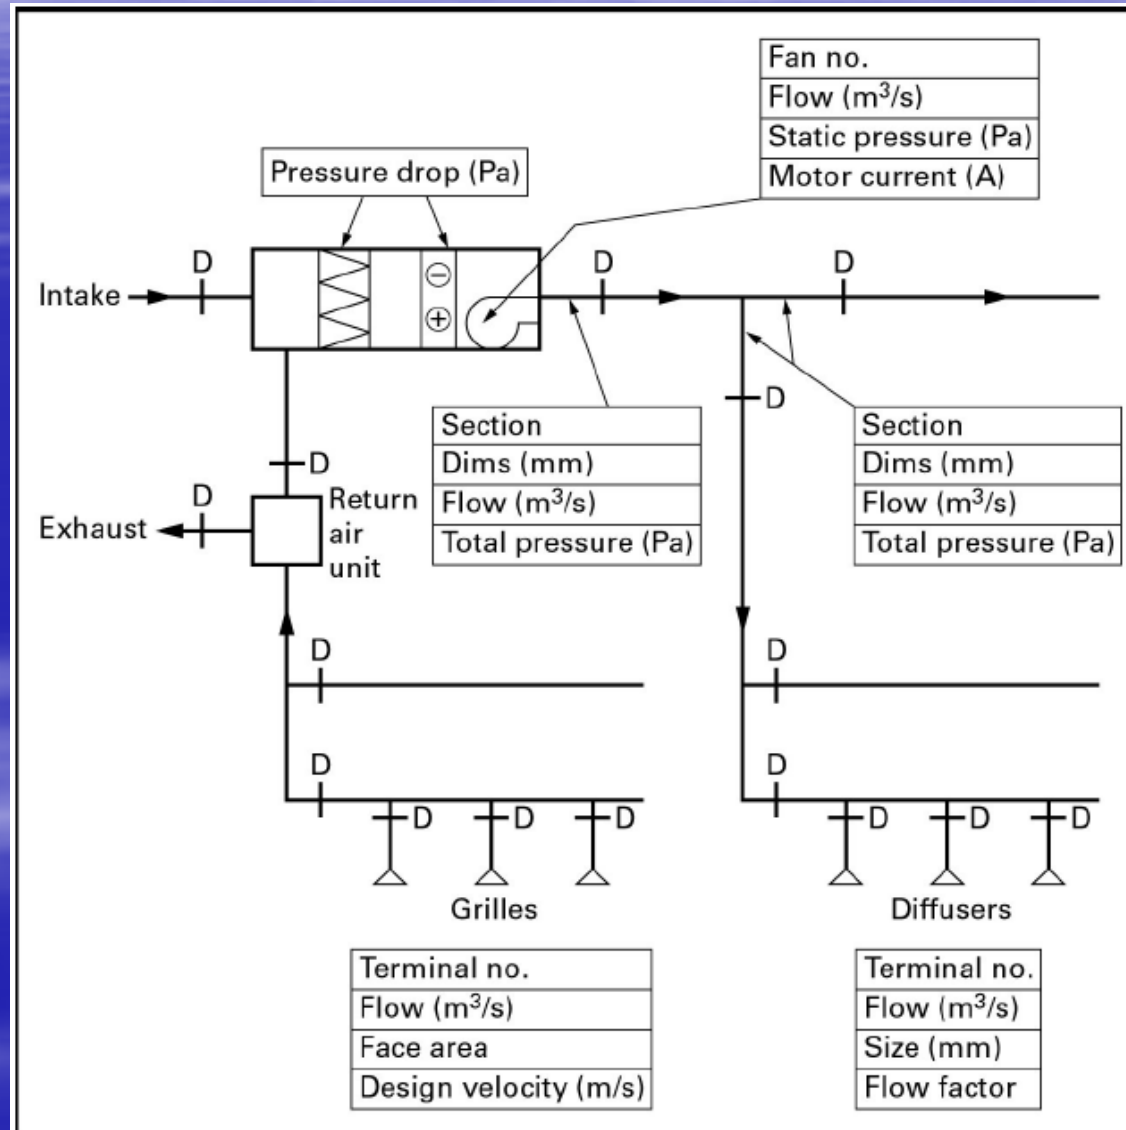 Fan no.
Flow (m³/s)
Static pressure (Pa)
Motor current (A)
Pressure drop (Pa)
D
D
D
Intake
−
+
D
Section
Dims (mm)
Flow (m³/s)
Total pressure (Pa)
Section
Dims (mm)
Flow (m³/s)
Total pressure (Pa)
D
D
Exhaust
Return
air
unit
D
D
D
D
D
D
D
D
D
D
Grilles
Diffusers
Terminal no.
Flow (m³/s)
Face area
Design velocity (m/s)
Terminal no.
Flow (m³/s)
Size (mm)
Flow factor